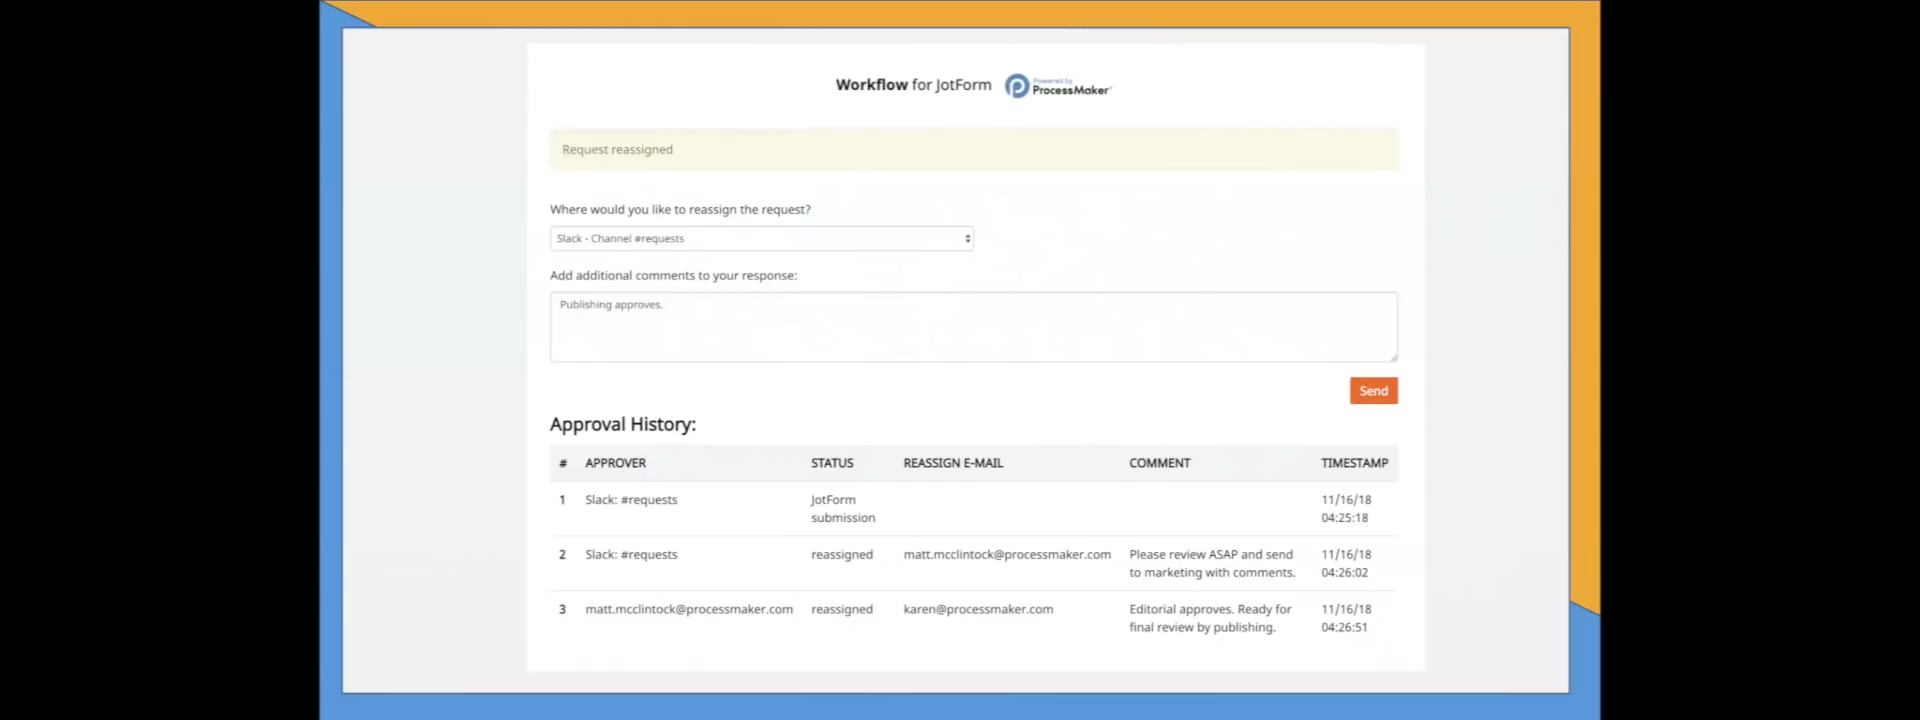 Workflow for JotForm
Powered by
ProcessMaker
Request reassigned
Where would you like to reassign the request?
Slack - Channel #requests
Add additional comments to your response:
Publishing approves.
Send
Approval History:
# APPROVER STATUS REASSIGN E-MAIL COMMENT TIMESTAMP
1 Slack: #requests JotForm 11/16/18
submission 04:25:18
2 Slack: #requests reassigned matt.mcclintock@processmaker.com Please review ASAP and send 11/16/18
to marketing with comments. 04:26:02
3 matt.mcclintock@processmaker.com reassigned karen@processmaker.com Editorial approves. Ready for 11/16/18
final review by publishing. 04:26:51